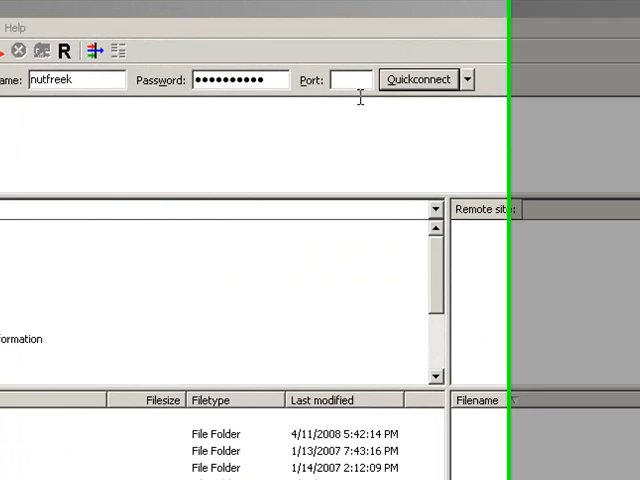 Help
R
ame: nutfreek Password: ●●●●●●●●●● Port: Quickconnect
Remote site:
formation
Filesize Filetype Last modified Filename
File Folder 4/11/2008 5:42:14 PM
File Folder 1/13/2007 7:43:16 PM
File Folder 1/14/2007 2:12:09 PM